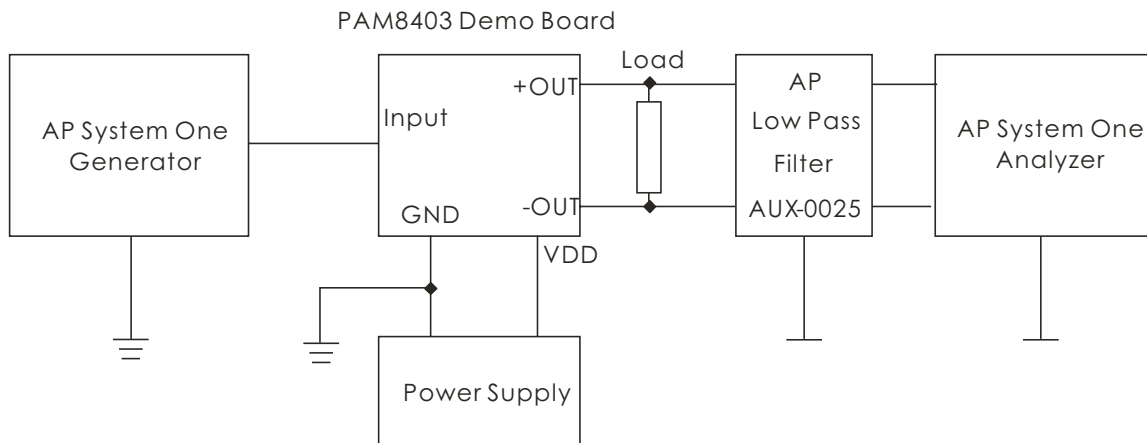 PAM8403 Demo Board
AP System One
Generator
Input
+OUT
-OUT
GND
VDD
Load
AP
Low Pass
Filter
AUX-0025
AP System One
Analyzer
Power Supply